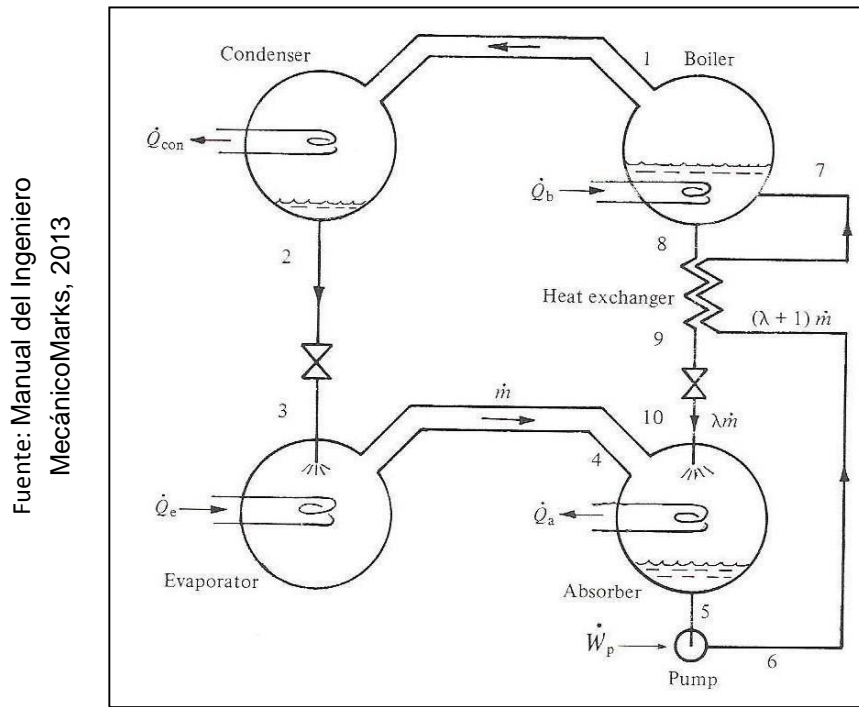 Fuente: Manual del Ingeniero
MecánicoMarks, 2013
Condenser
1
Boiler
Q̇con
Q̇b
7
2
8
Heat exchanger
(λ + 1) ṁ
9
3
ṁ
10
λṁ
4
Q̇e
Q̇a
Evaporator
Absorber
5
Ẇp
6
Pump